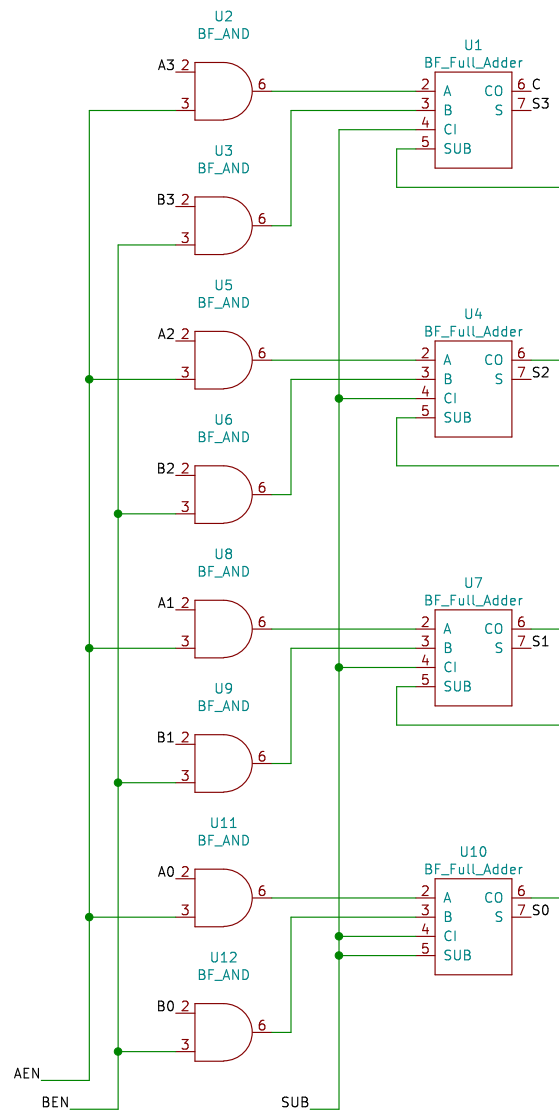 U2
BF_AND
A3 2
3
6
U1
BF_Full_Adder
2 A CO 6 C
3 B S 7 S3
4 CI
5 SUB
U3
BF_AND
B3 2
3
6
U5
BF_AND
A2 2
3
6
U4
BF_Full_Adder
2 A CO 6
3 B S 7 S2
4 CI
5 SUB
U6
BF_AND
B2 2
3
6
U8
BF_AND
A1 2
3
6
U7
BF_Full_Adder
2 A CO 6
3 B S 7 S1
4 CI
5 SUB
U9
BF_AND
B1 2
3
6
U11
BF_AND
A0 2
3
6
U10
BF_Full_Adder
2 A CO 6
3 B S 7 S0
4 CI
5 SUB
U12
BF_AND
B0 2
3
6
AEN
BEN
SUB